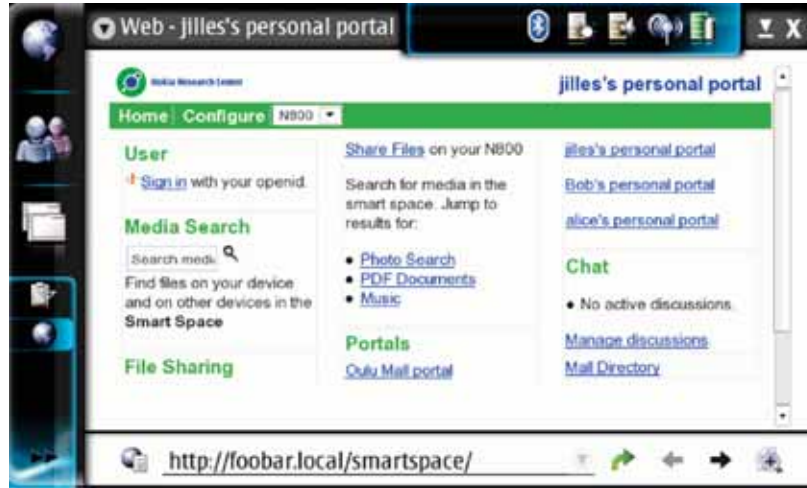 Web - jilles's personal portal
X
Nokia Research Center
jilles's personal portal
Home Configure N800
User
Sign in with your openid.
Media Search
Search medi
Find files on your device
and on other devices in the
Smart Space
File Sharing
Share Files on your N800
Search for media in the
smart space. Jump to
results for:
• Photo Search
• PDF Documents
• Music
Portals
Oulu Mall portal
jilles's personal portal
Bob's personal portal
alice's personal portal
Chat
• No active discussions.
Manage discussions
Mall Directory
http://foobar.local/smartspace/